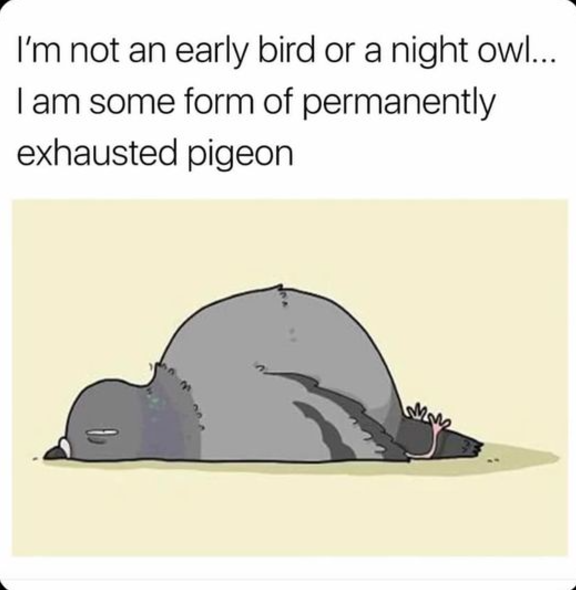 I'm not an early bird or a night owl...
I am some form of permanently
exhausted pigeon